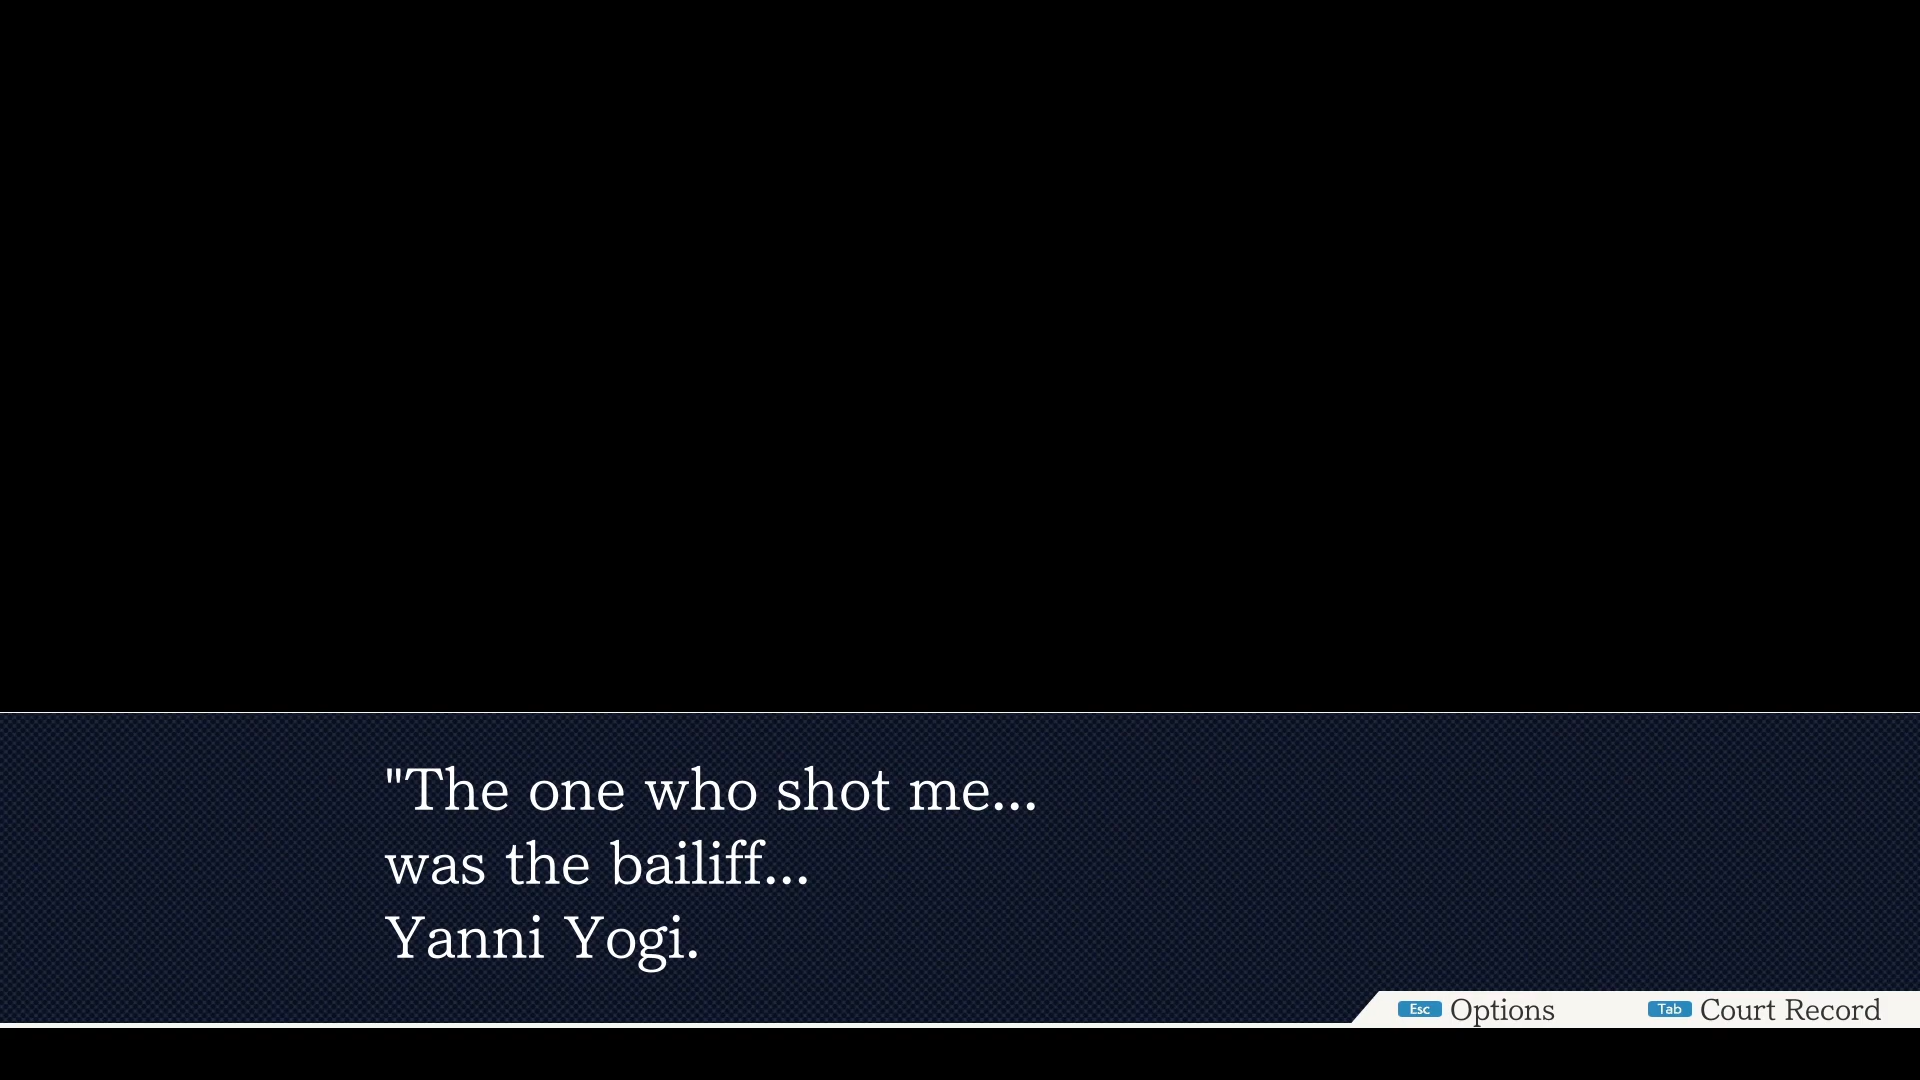 "The one who shot me...
was the bailiff...
Yanni Yogi.
Esc Options Tab Court Record